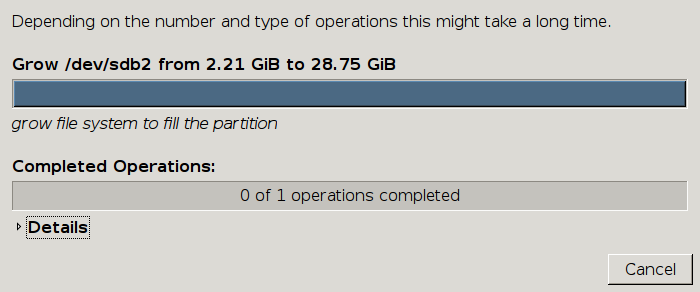 Depending on the number and type of operations this might take a long time.
Grow /dev/sdb2 from 2.21 GiB to 28.75 GiB
grow file system to fill the partition
Completed Operations:
0 of 1 operations completed
Details
Cancel